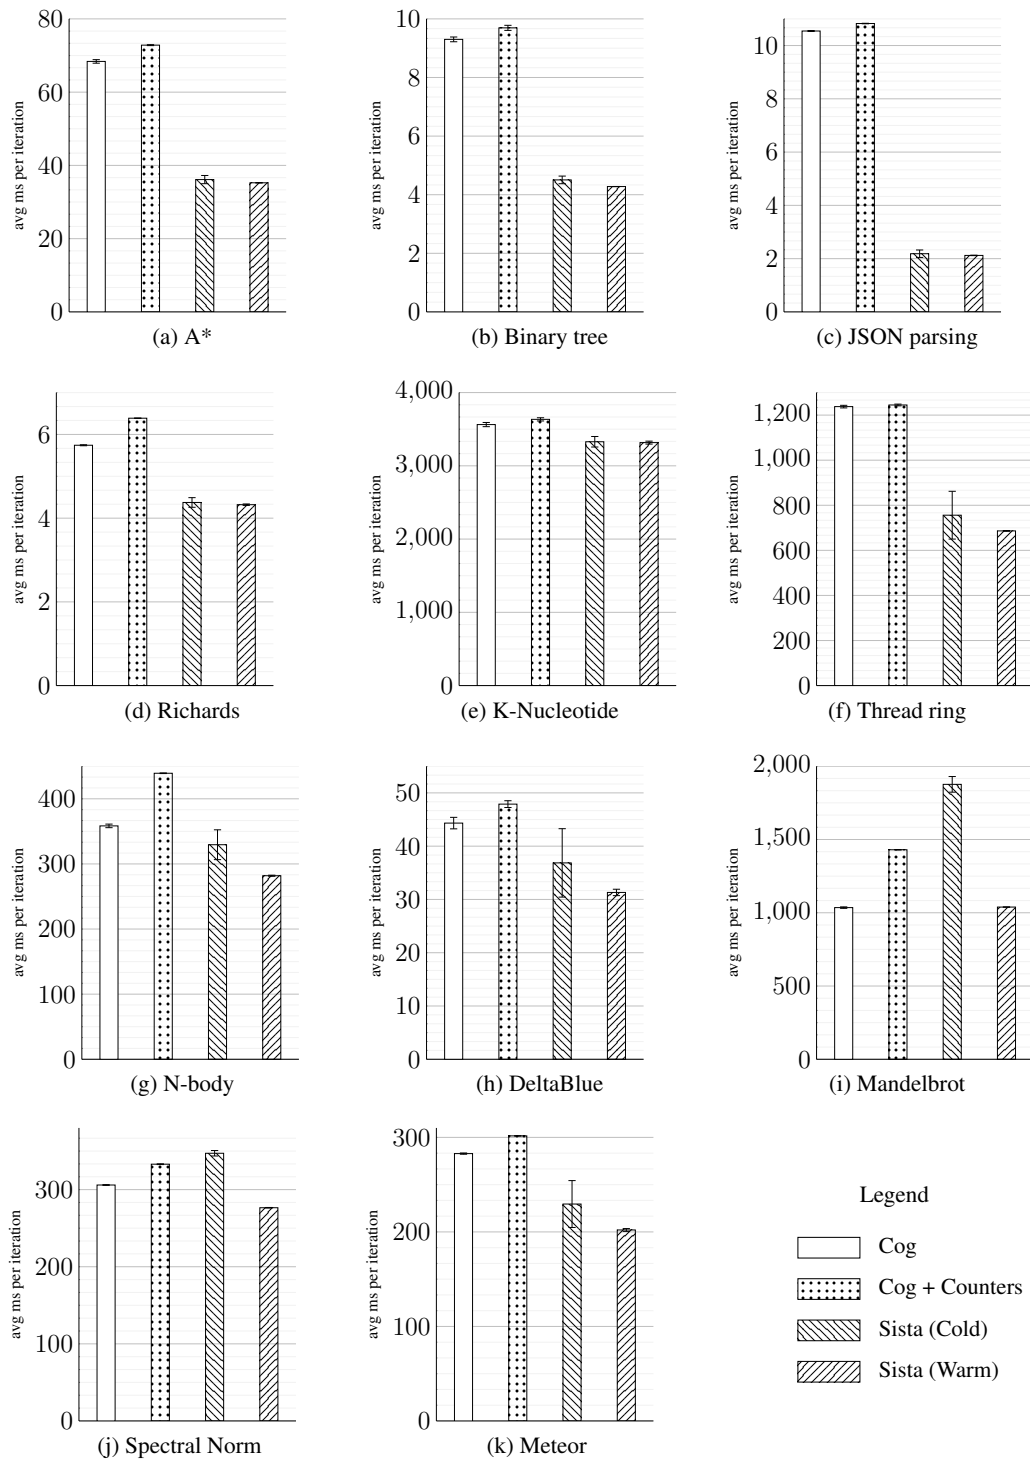 80
60
40
20
0
avg ms per iteration
(a) A*
10
8
6
4
2
0
avg ms per iteration
(b) Binary tree
10
8
6
4
2
0
avg ms per iteration
(c) JSON parsing
6
4
2
0
avg ms per iteration
(d) Richards
4,000
3,000
2,000
1,000
0
avg ms per iteration
(e) K-Nucleotide
1,200
1,000
800
600
400
200
0
avg ms per iteration
(f) Thread ring
400
300
200
100
0
avg ms per iteration
(g) N-body
50
40
30
20
10
0
avg ms per iteration
(h) DeltaBlue
2,000
1,500
1,000
500
0
avg ms per iteration
(i) Mandelbrot
300
200
100
0
avg ms per iteration
(j) Spectral Norm
300
200
100
0
avg ms per iteration
(k) Meteor
Legend
Cog
Cog + Counters
Sista (Cold)
Sista (Warm)